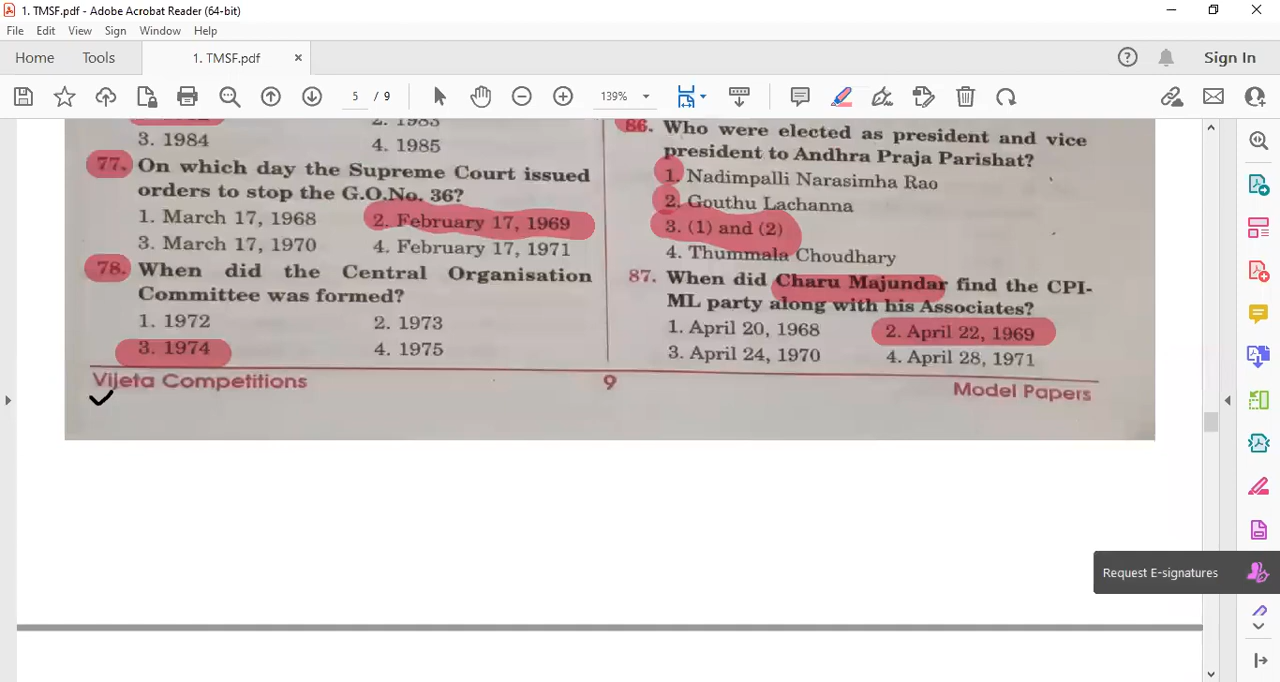 1. TMSF.pdf - Adobe Acrobat Reader (64-bit)
File Edit View Sign Window Help
Home Tools 1. TMSF.pdf × Sign In
5 / 9 139%
2. 1983
3. 1984 4. 1985
77. On which day the Supreme Court issued
orders to stop the G.O.No. 36?
1. March 17, 1968 2. February 17, 1969
3. March 17, 1970 4. February 17, 1971
78. When did the Central Organisation
Committee was formed?
1. 1972 2. 1973
3. 1974 4. 1975
86. Who were elected as president and vice
president to Andhra Praja Parishat?
1. Nadimpalli Narasimha Rao
2. Gouthu Lachanna
3. (1) and (2)
4. Thummala Choudhary
87. When did Charu Majundar find the CPI-
ML party along with his Associates?
1. April 20, 1968 2. April 22, 1969
3. April 24, 1970 4. April 28, 1971
Vijeta Competitions 9 Model Papers
Request E-signatures